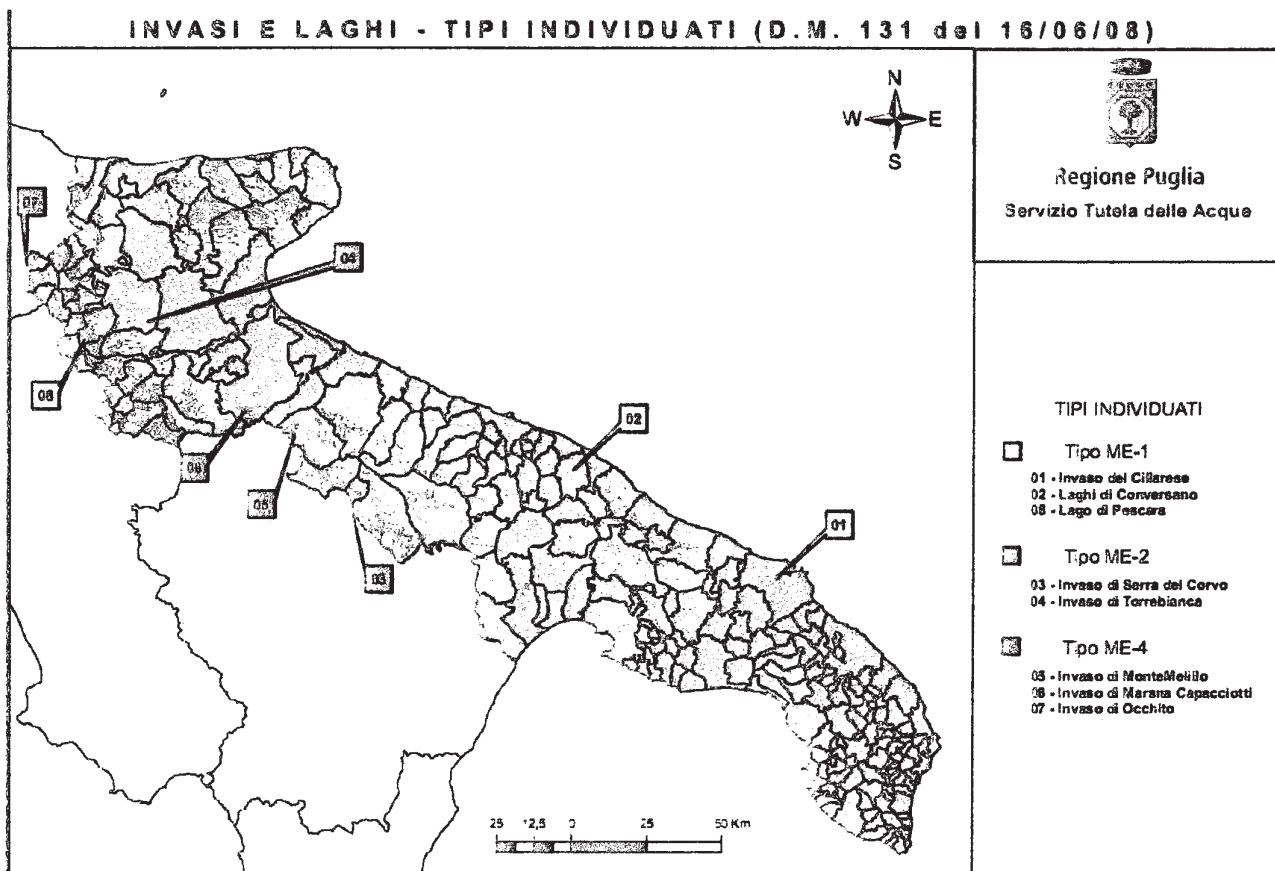 INVASI E LAGHI - TIPI INDIVIDUATI (D.M. 131 del 16/06/08)
N
W E
S
Regione Puglia
Servizio Tutela delle Acque
07
04
08
02
06
05
01
03
TIPI INDIVIDUATI
Tipo ME-1
01 - Invaso del Cillarese
02 - Laghi di Conversano
08 - Lago di Pescara
Tipo ME-2
03 - Invaso di Serra del Corvo
04 - Invaso di Torrebianca
Tipo ME-4
05 - Invaso di MonteMelillo
06 - Invaso di Marana Capacciotti
07 - Invaso di Occhito
25 12,5 0 25 50 Km